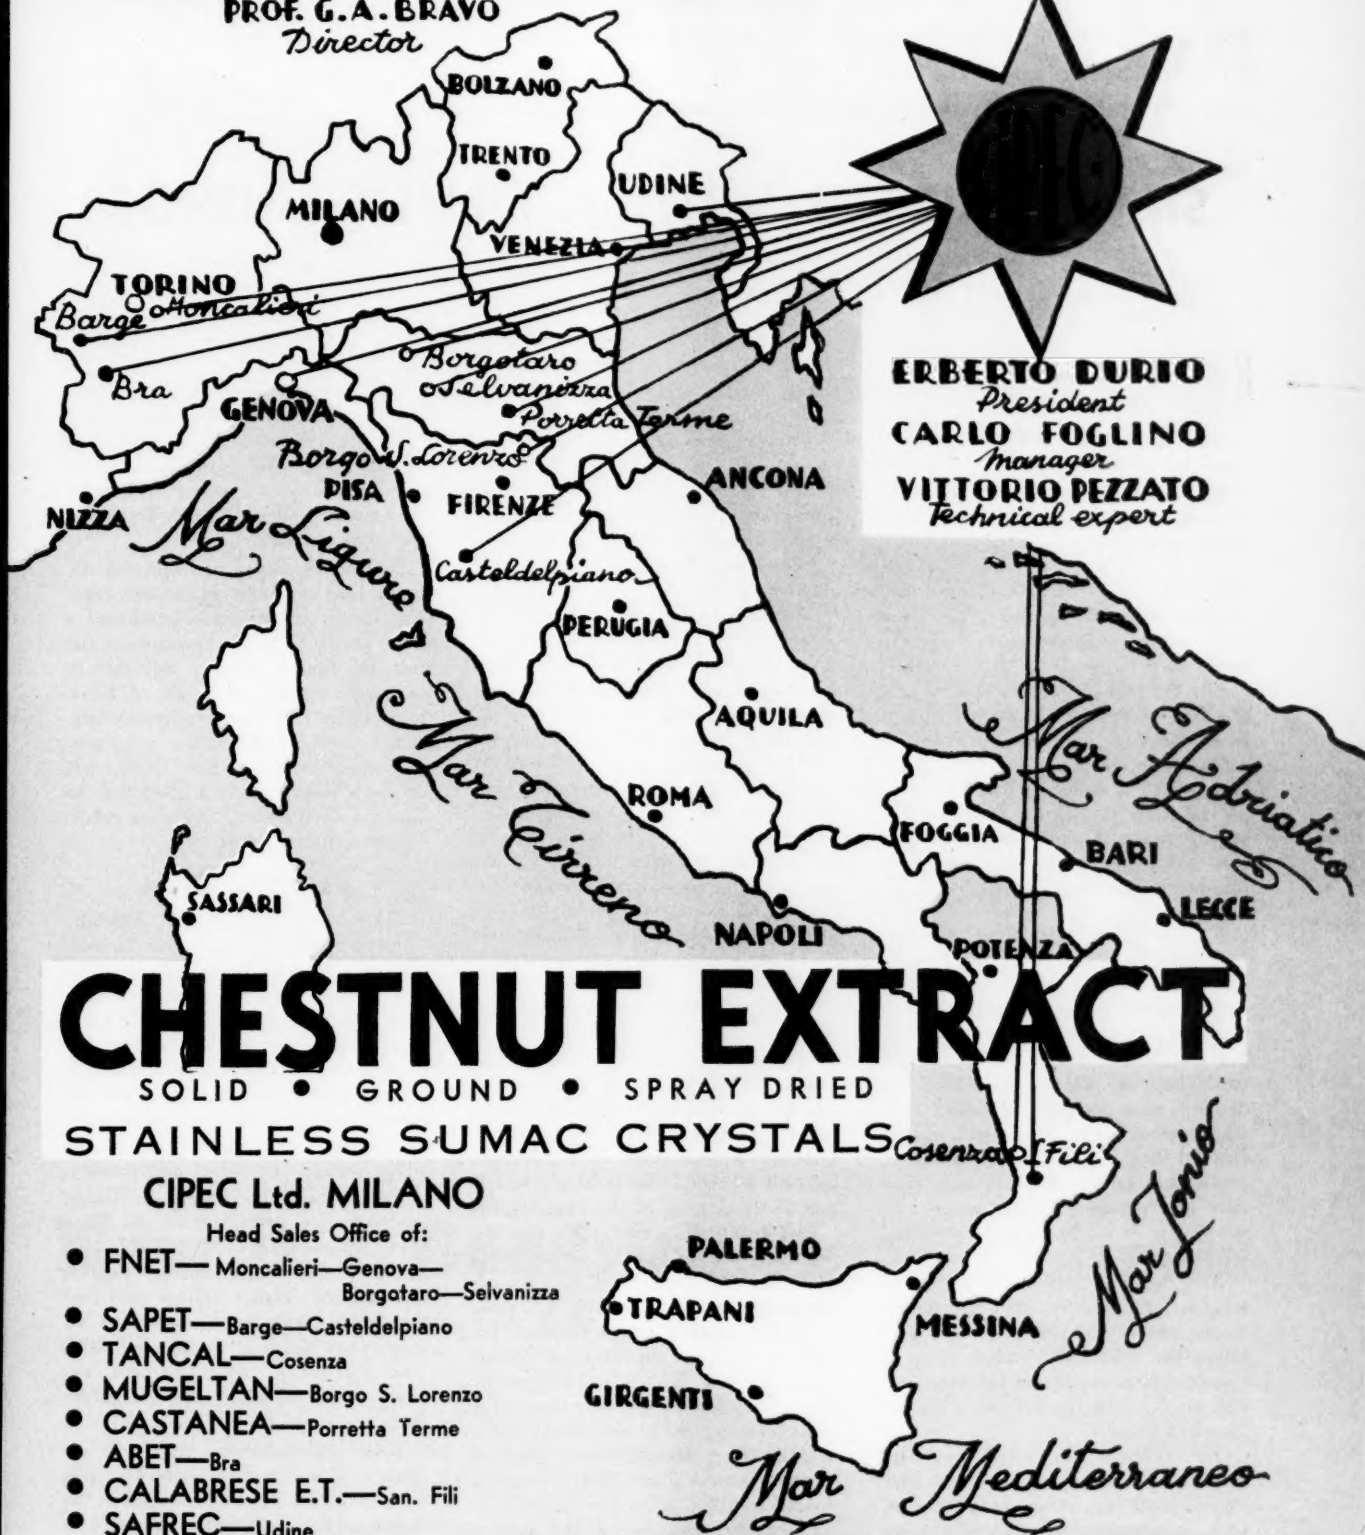 PROF. G. A. BRAVO
Director
BOLZANO
TRENTO
UDINE
MILANO
VENEZIA
TORINO
Moncalieri
Barge
Bra
Borgotaro
Selvanizza
GENOVA
Porretta Terme
Borgo S. Lorenzo
PISA
FIRENZE
ANCONA
NIZZA
Mar Ligure
Casteldelpiano
PERUGIA
CIPEC
ERBERTO DURIO
President
CARLO FOGLINO
Manager
VITTORIO PEZZATO
Technical expert
Mar Adriatico
Mar Tirreno
AQUILA
ROMA
FOGGIA
BARI
LECCE
SASSARI
NAPOLI
POTENZA
CHESTNUT EXTRACT
SOLID • GROUND • SPRAY DRIED
STAINLESS SUMAC CRYSTALS
Cosenza
Fili
CIPEC Ltd. MILANO
Head Sales Office of:
• FNET—Moncalieri—Genova—
Borgotaro—Selvanizza
• SAPET—Barge—Casteldelpiano
• TANCAL—Cosenza
• MUGELTAN—Borgo S. Lorenzo
• CASTANEA—Porretta Terme
• ABET—Bra
• CALABRESE E.T.—San. Fili
• SAFREC—Udine
PALERMO
TRAPANI
MESSINA
GIRGENTI
Mar Jonio
Mar Mediterraneo